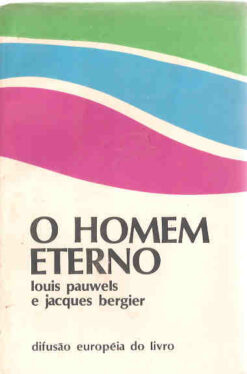 O HOMEM
ETERNO
louis pauwels
e jacques bergier
difusão européia do livro